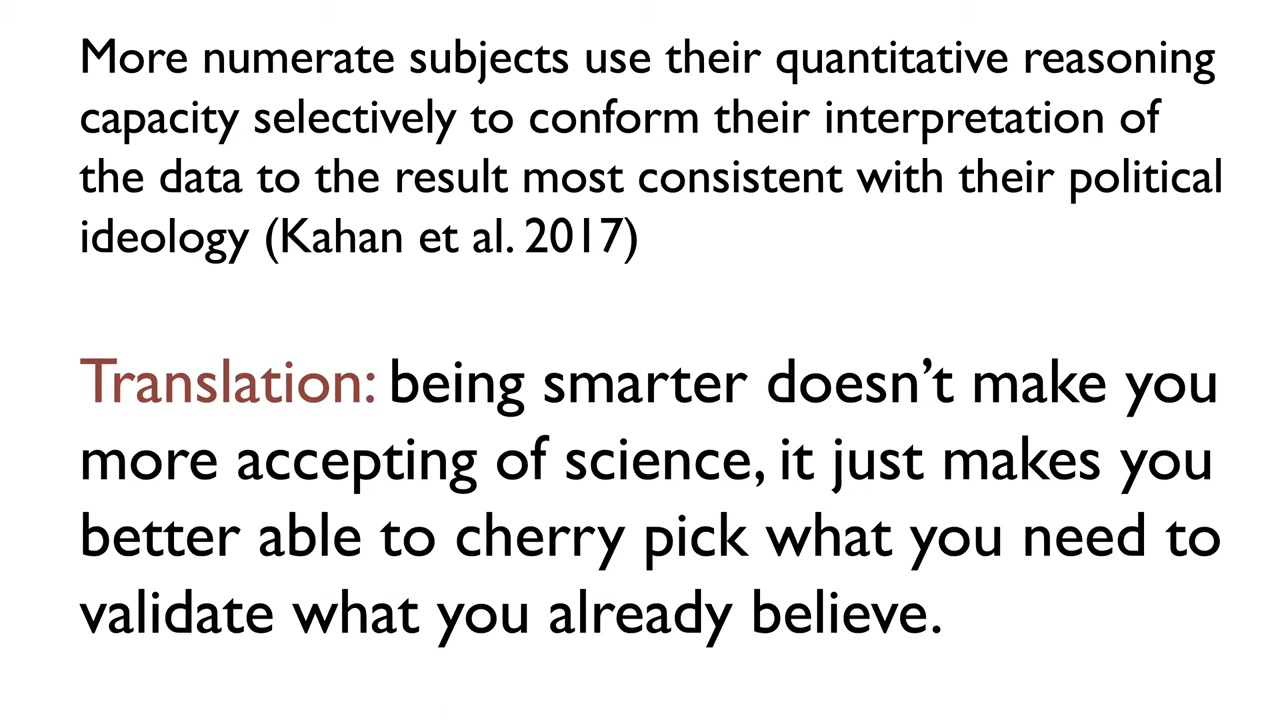 More numerate subjects use their quantitative reasoning
capacity selectively to conform their interpretation of
the data to the result most consistent with their political
ideology (Kahan et al. 2017)
Translation: being smarter doesn’t make you
more accepting of science, it just makes you
better able to cherry pick what you need to
validate what you already believe.